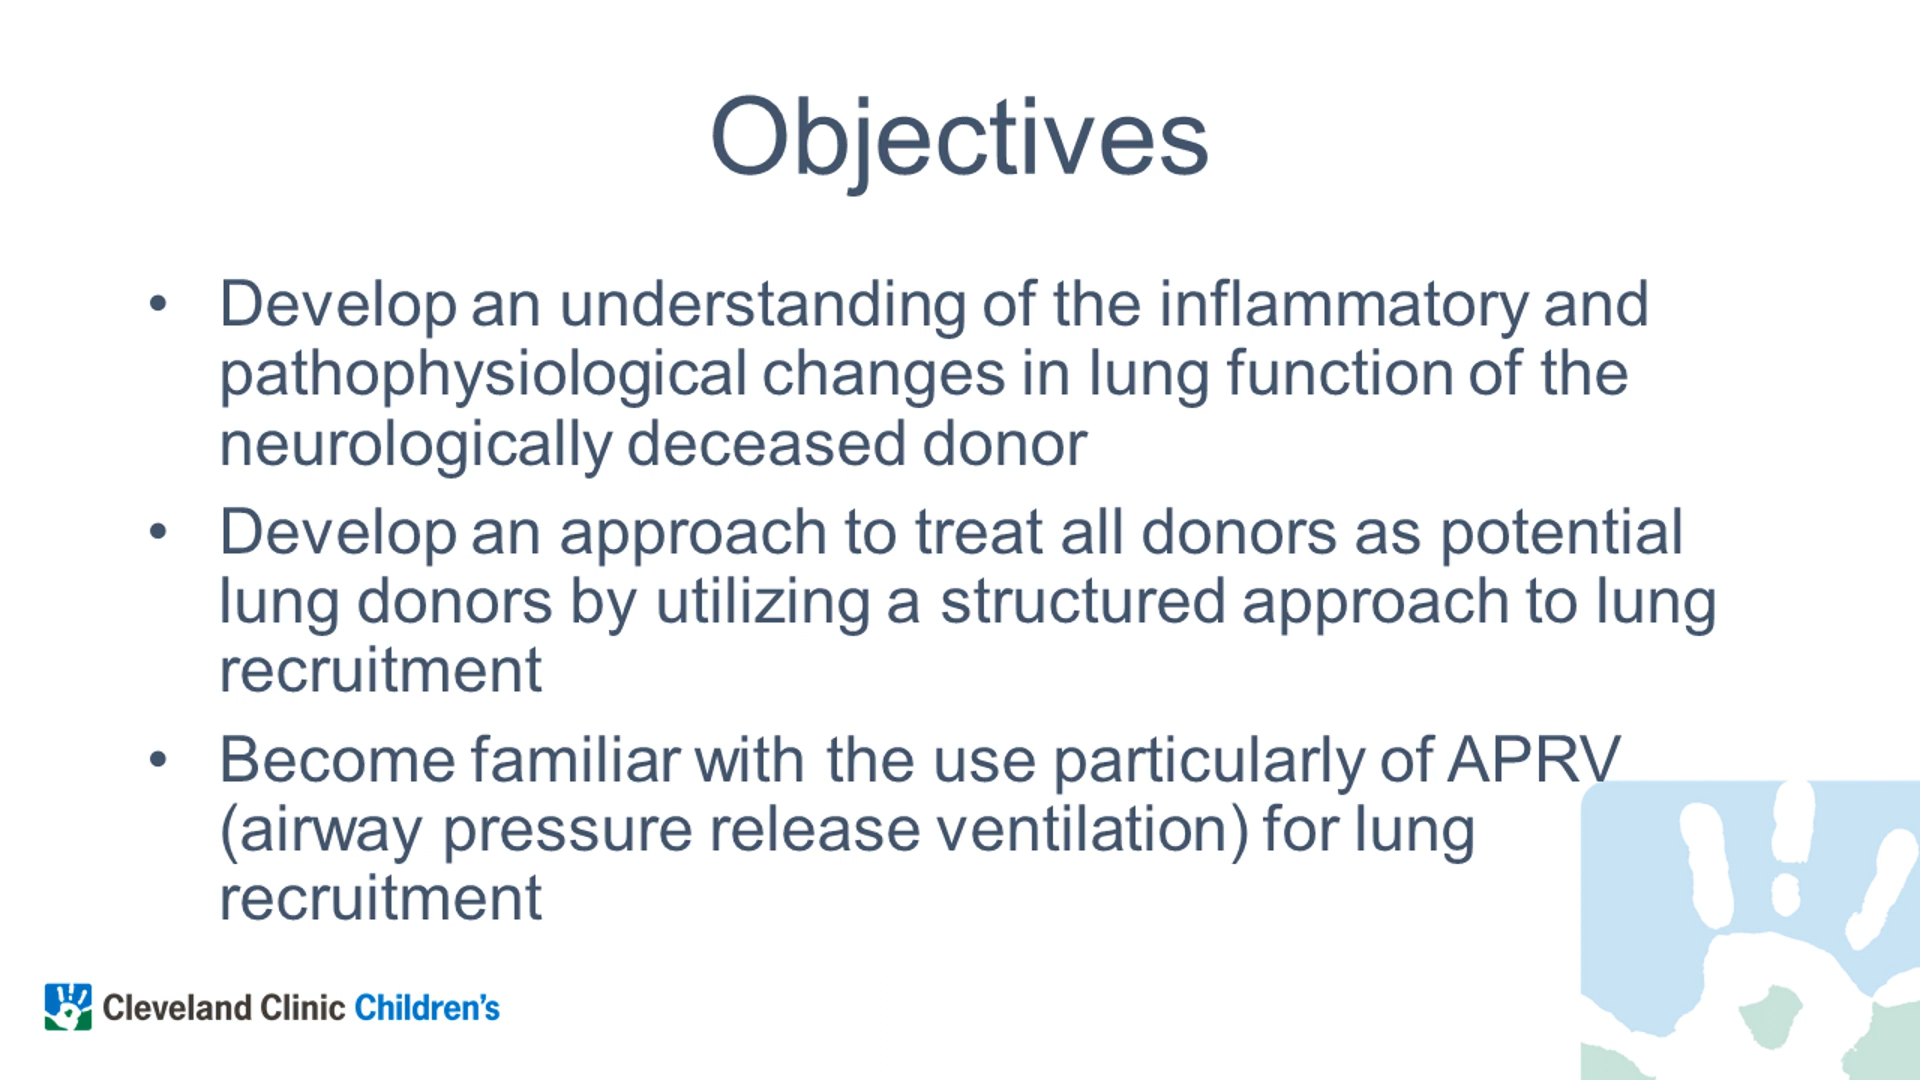 Objectives
• Develop an understanding of the inflammatory and
pathophysiological changes in lung function of the
neurologically deceased donor
• Develop an approach to treat all donors as potential
lung donors by utilizing a structured approach to lung
recruitment
• Become familiar with the use particularly of APRV
(airway pressure release ventilation) for lung
recruitment
Cleveland Clinic Children's